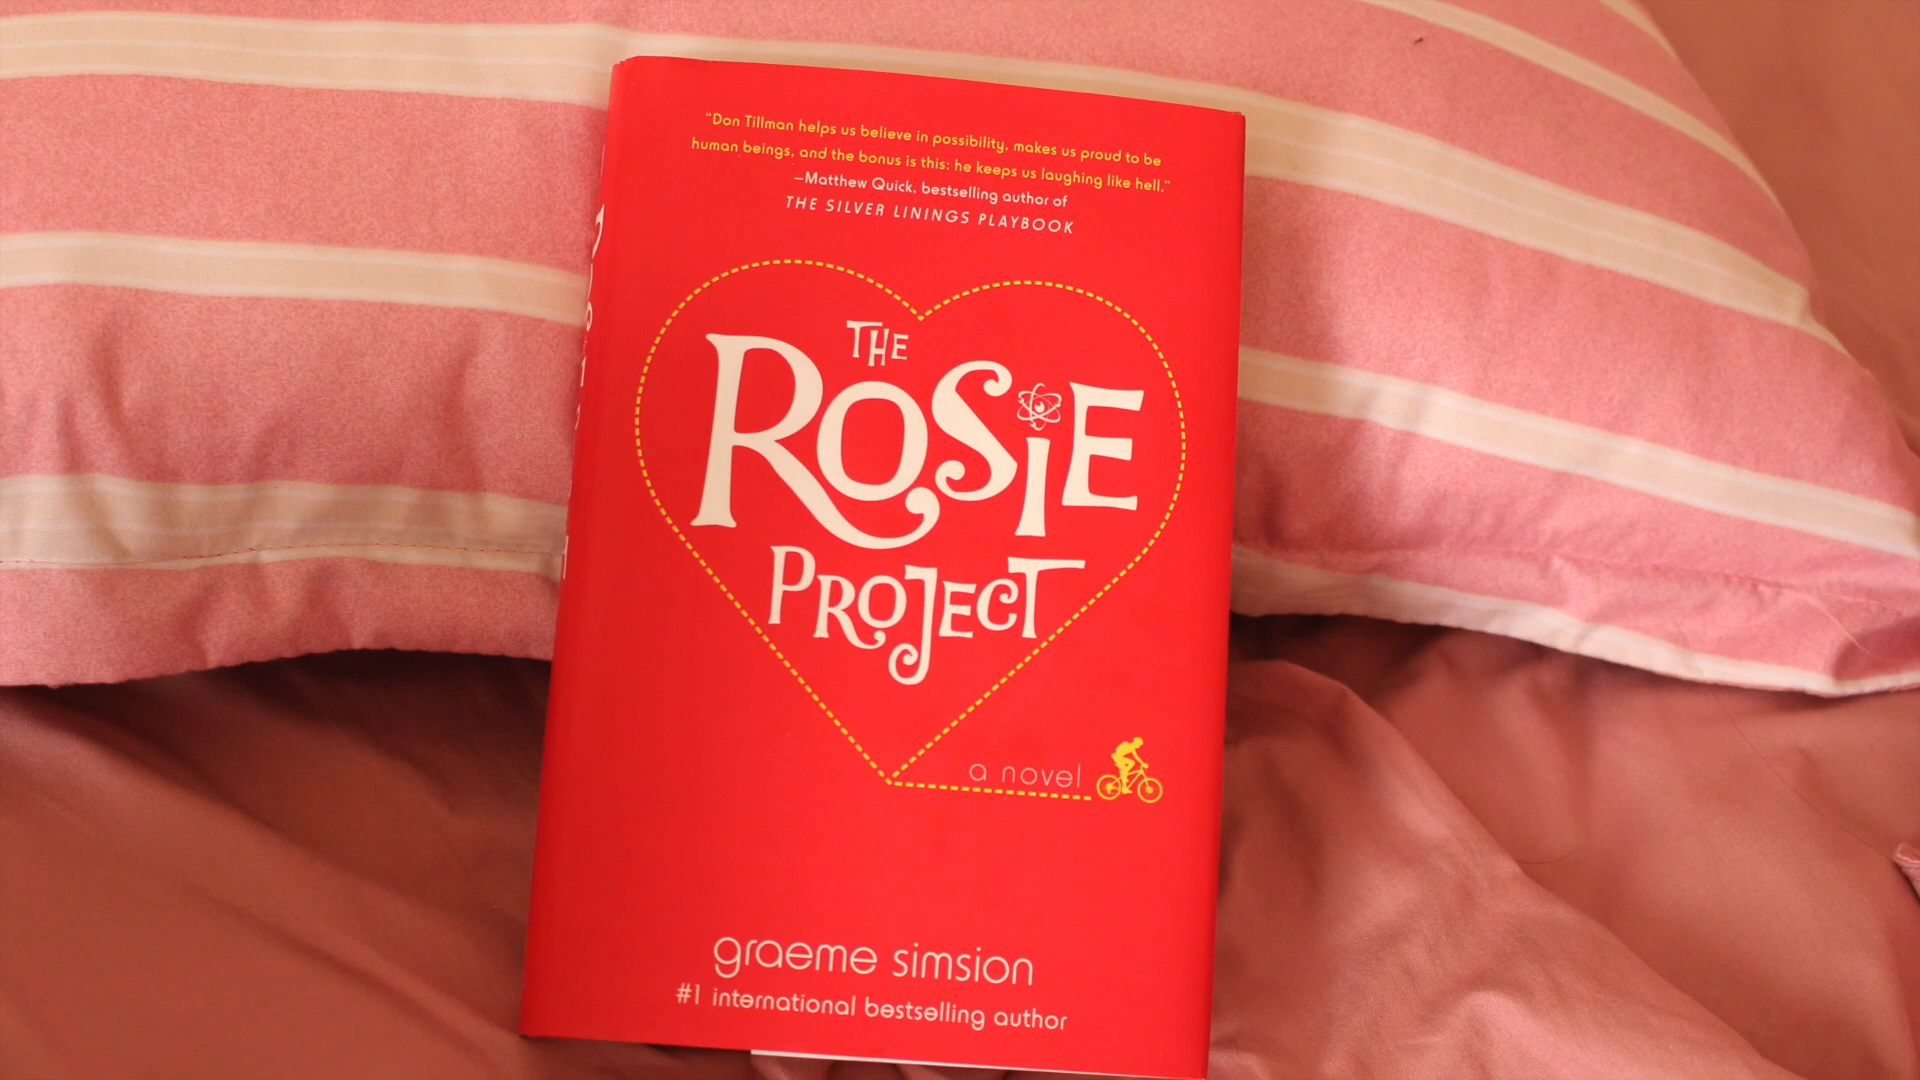 "Don Tillman helps us believe in possibility, makes us proud to be
human beings, and the bonus is this: he keeps us laughing like hell."
—Matthew Quick, bestselling author of
THE SILVER LININGS PLAYBOOK
THE
ROSiE
PROJECT
a novel
graeme simsion
#1 international bestselling author